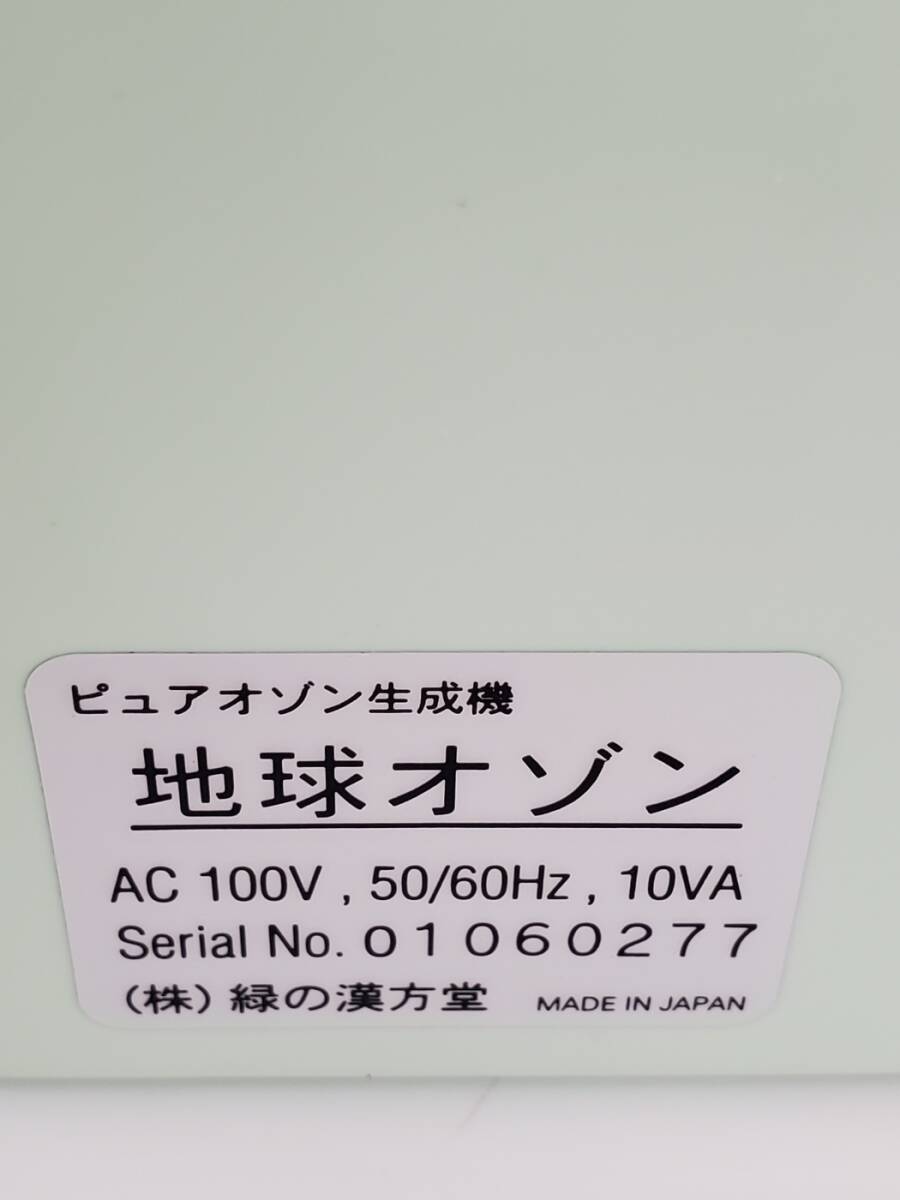 ピュアオゾン生成機
地球オゾン
AC 100V , 50/60Hz , 10VA
Serial No. 01060277
(株) 緑の漢方堂 MADE IN JAPAN